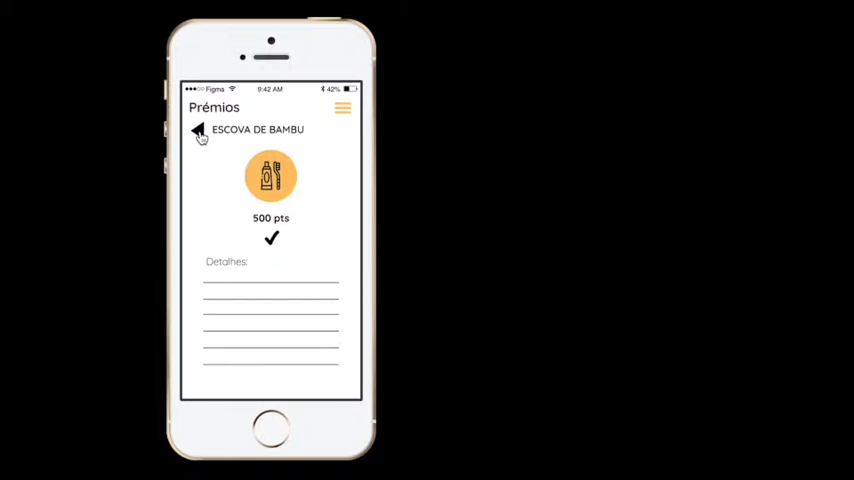 Figma 9:42 AM 42%
Prémios
ESCOVA DE BAMBU
500 pts
Detalhes: